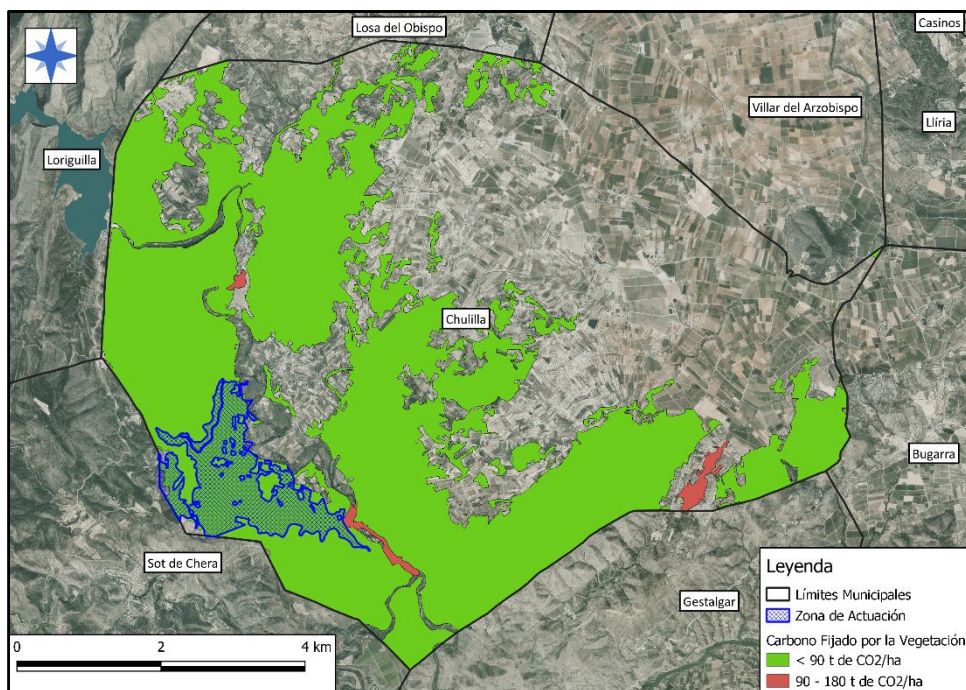 Losa del Obispo
Casinos
Villar del Arzobispo
Llíria
Loriguilla
Chulilla
Bugarra
Sot de Chera
Gestalgar
0 2 4 km
Leyenda
Límites Municipales
Zona de Actuación
Carbono Fijado por la Vegetación
< 90 t de CO2/ha
90 - 180 t de CO2/ha